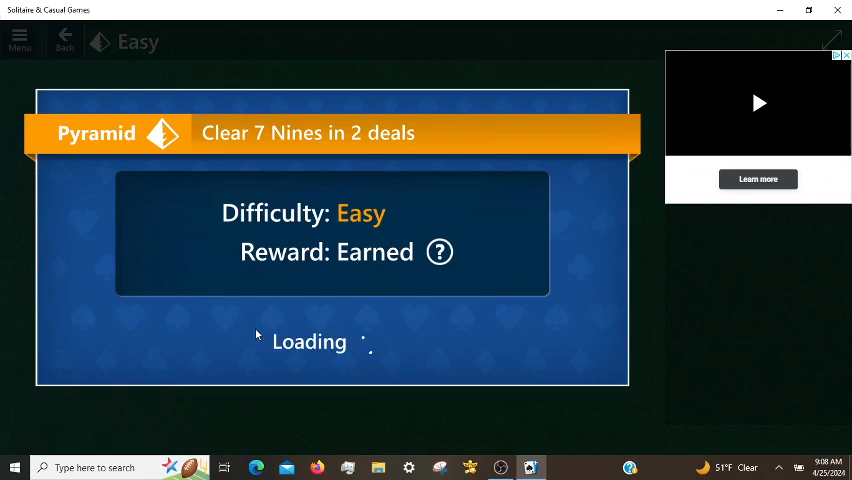 Solitaire & Casual Games
Menu
Back
Easy
Pyramid
Clear 7 Nines in 2 deals
Difficulty: Easy
Reward: Earned ?
Loading
Learn more
Type here to search
51°F Clear
9:08 AM
4/25/2024